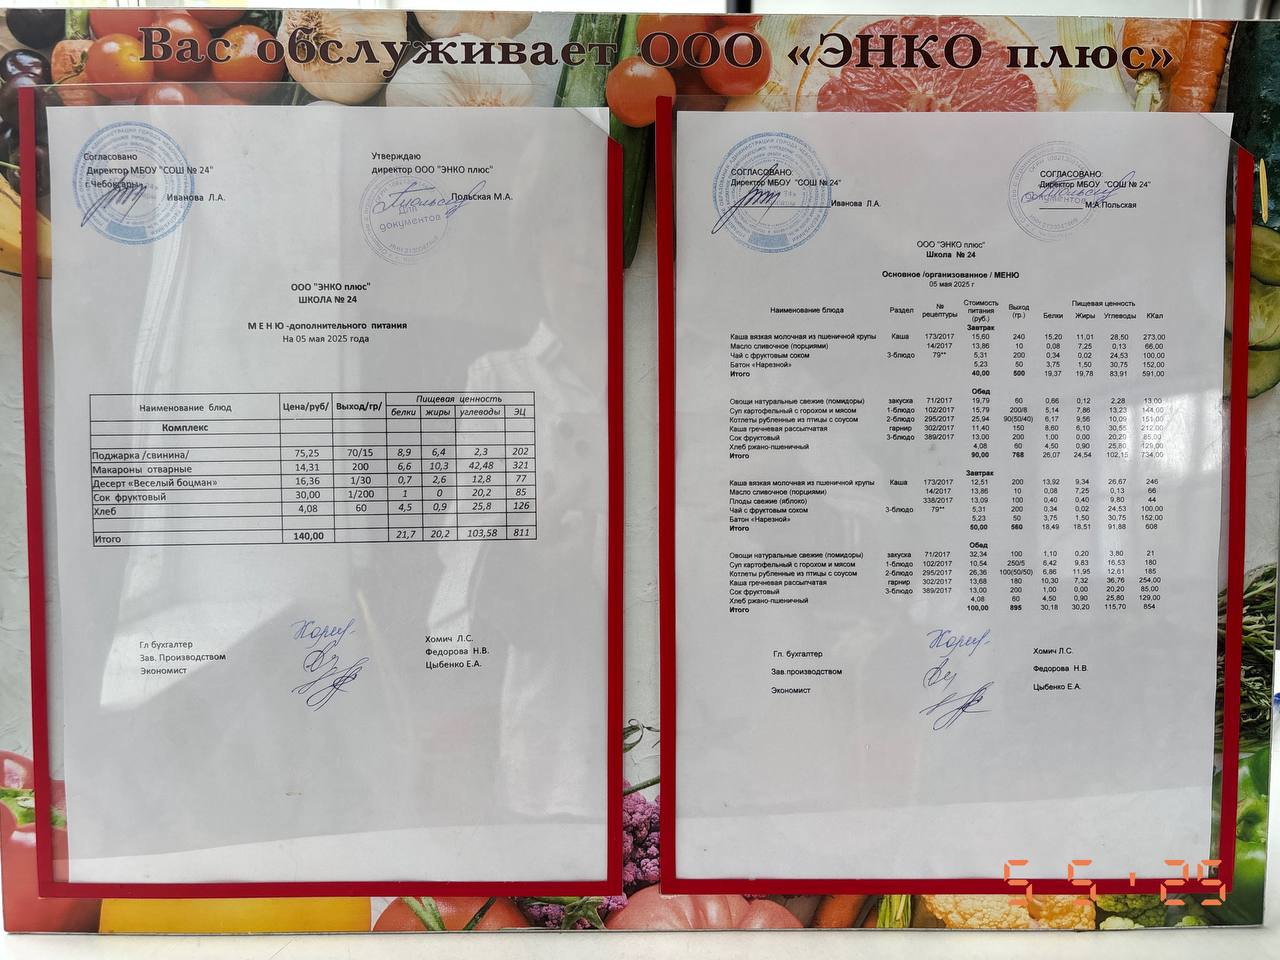 Вас обслуживает ООО «ЭНКО плюс»
Согласовано
Директор МБОУ "СОШ № 24"
г.Чебоксары
Иванова Л.А.
Утверждаю
директор ООО "ЭНКО плюс"
Польская М.А.
Для документов
ООО "ЭНКО плюс"
ШКОЛА № 24
М Е Н Ю -дополнительного питания
На 05 мая 2025 года
Наименование блюд Цена/руб/ Выход/гр/ Пищевая ценность
белки жиры углеводы ЭЦ
Комплекс
Поджарка /свинина/ 75,25 70/15 8,9 6,4 2,3 202
Макароны отварные 14,31 200 6,6 10,3 42,48 321
Десерт «Веселый боцман» 16,36 1/30 0,7 2,6 12,8 77
Сок фруктовый 30,00 1/200 1 0 20,2 85
Хлеб 4,08 60 4,5 0,9 25,8 126
Итого 140,00 21,7 20,2 103,58 811
Гл бухгалтер Хомич Л.С.
Зав. Производством Федорова Н.В.
Экономист Цыбенко Е.А.
СОГЛАСОВАНО:
Директор МБОУ "СОШ № 24"
Иванова Л.А.
СОГЛАСОВАНО:
Директор МБОУ "СОШ № 24"
М.А.Польская
ООО "ЭНКО плюс"
Школа № 24
Основное /организованное / МЕНЮ
05 мая 2025 г
Наименование блюда Раздел № рецептуры Стоимость питания (руб.) Выход (гр.) Пищевая ценность
Белки Жиры Углеводы ККал
Завтрак
Каша вязкая молочная из пшеничной крупы Каша 173/2017 15,60 240 15,20 11,01 28,50 273,00
Масло сливочное (порциями) 14/2017 13,86 10 0,08 7,25 0,13 66,00
Чай с фруктовым соком 3-блюдо 79** 5,31 200 0,34 0,02 24,53 100,00
Батон «Нарезной» 5,23 50 3,75 1,50 30,75 152,00
Итого 40,00 500 19,37 19,78 83,91 591,00
Обед
Овощи натуральные свежие (помидоры) закуска 71/2017 19,79 60 0,66 0,12 2,28 13,00
Суп картофельный с горохом и мясом 1-блюдо 102/2017 15,79 200/8 5,14 7,86 13,23 144,00
Котлеты рубленные из птицы с соусом 2-блюдо 295/2017 25,94 90(50/40) 6,17 9,56 10,09 151,00
Каша гречневая рассыпчатая гарнир 302/2017 11,40 150 8,60 6,10 30,55 212,00
Сок фруктовый 3-блюдо 389/2017 13,00 200 1,00 0,00 20,20 85,00
Хлеб ржано-пшеничный 4,08 60 4,50 0,90 25,80 129,00
Итого 90,00 768 26,07 24,54 102,15 734,00
Завтрак
Каша вязкая молочная из пшеничной крупы Каша 173/2017 12,51 200 13,92 9,34 26,67 246
Масло сливочное (порциями) 14/2017 13,86 10 0,08 7,25 0,13 66
Плоды свежие (яблоко) 338/2017 13,09 100 0,40 0,40 9,80 44
Чай с фруктовым соком 3-блюдо 79** 5,31 200 0,34 0,02 24,53 100,00
Батон «Нарезной» 5,23 50 3,75 1,50 30,75 152,00
Итого 50,00 560 18,49 18,51 91,88 608
Обед
Овощи натуральные свежие (помидоры) закуска 71/2017 32,34 100 1,10 0,20 3,80 21
Суп картофельный с горохом и мясом 1-блюдо 102/2017 10,54 250/5 6,42 9,83 16,53 180
Котлеты рубленные из птицы с соусом 2-блюдо 295/2017 26,36 100(50/50) 6,86 11,95 12,61 185
Каша гречневая рассыпчатая гарнир 302/2017 13,68 180 10,30 7,32 36,76 254,00
Сок фруктовый 3-блюдо 389/2017 13,00 200 1,00 0,00 20,20 85,00
Хлеб ржано-пшеничный 4,08 60 4,50 0,90 25,80 129,00
Итого 100,00 895 30,18 30,20 115,70 854
Гл. бухгалтер Хомич Л.С.
Зав.производством Федорова Н.В.
Экономист Цыбенко Е.А.
5 5 ' 25